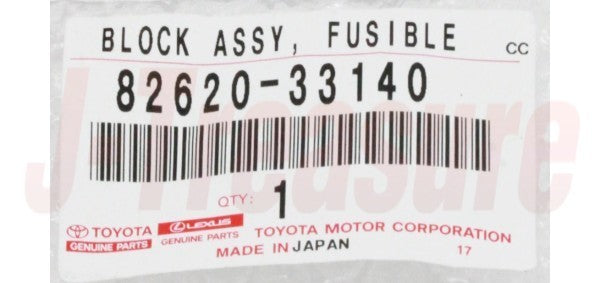 BLOCK ASSY, FUSIBLE CC
82620-33140
J-Treasure
QTY: 1
TOYOTA LEXUS TOYOTA MOTOR CORPORATION
GENUINE PARTS GENUINE PARTS
MADE IN JAPAN 17